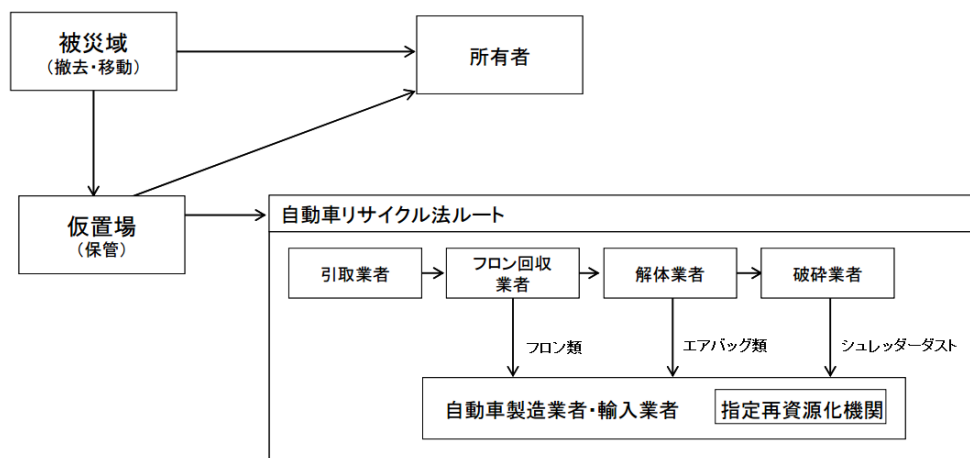 被災域
（撤去・移動）
所有者
仮置場
（保管）
自動車リサイクル法ルート
引取業者
フロン回収
業者
解体業者
破砕業者
フロン類
エアバッグ類
シュレッダーダスト
自動車製造業者・輸入業者
指定再資源化機関